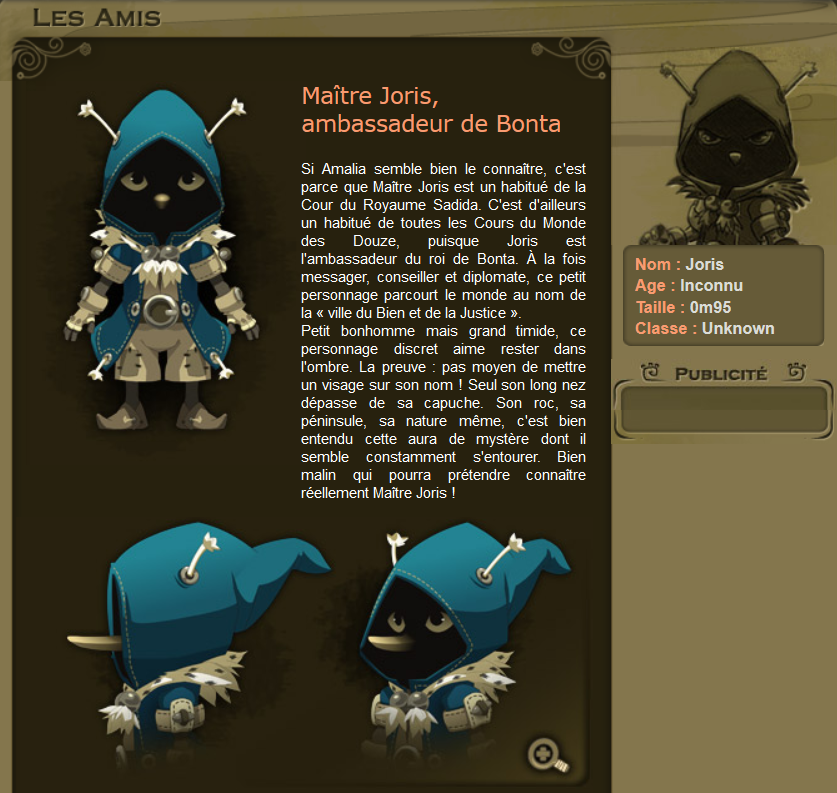 Les Amis
Maître Joris,
ambassadeur de Bonta
Si Amalia semble bien le connaître, c'est
parce que Maître Joris est un habitué de la
Cour du Royaume Sadida. C'est d'ailleurs
un habitué de toutes les Cours du Monde
des Douze, puisque Joris est
l'ambassadeur du roi de Bonta. À la fois
messager, conseiller et diplomate, ce petit
personnage parcourt le monde au nom de
la « ville du Bien et de la Justice ».
Petit bonhomme mais grand timide, ce
personnage discret aime rester dans
l'ombre. La preuve : pas moyen de mettre
un visage sur son nom ! Seul son long nez
dépasse de sa capuche. Son roc, sa
péninsule, sa nature même, c'est bien
entendu cette aura de mystère dont il
semble constamment s'entourer. Bien
malin qui pourra prétendre connaître
réellement Maître Joris !
Nom : Joris
Age : Inconnu
Taille : 0m95
Classe : Unknown
Publicité